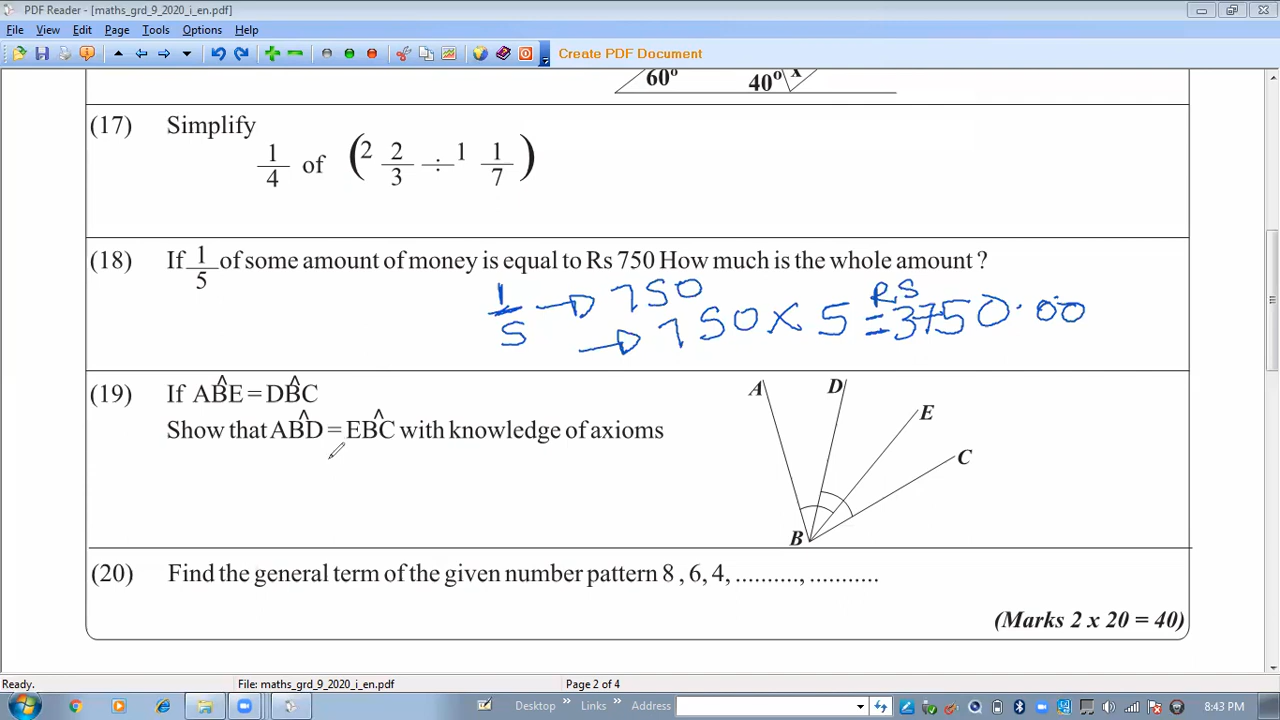 PDF Reader - [maths_grd_9_2020_i_en.pdf]
File View Edit Page Tools Options Help
Create PDF Document
60° 40° x
(17) Simplify
1/4 of (2 2/3 ÷ 1 1/7)
(18) If 1/5 of some amount of money is equal to Rs 750 How much is the whole amount ?
1/5 → 750
→ 750 × 5 = Rs 3750.00
(19) If AB̂E = DB̂C
Show that AB̂D = EB̂C with knowledge of axioms
A D E C B
(20) Find the general term of the given number pattern 8 , 6, 4, .........., ...........
(Marks 2 x 20 = 40)
Ready. File: maths_grd_9_2020_i_en.pdf Page 2 of 4
Desktop » Links » Address 8:43 PM